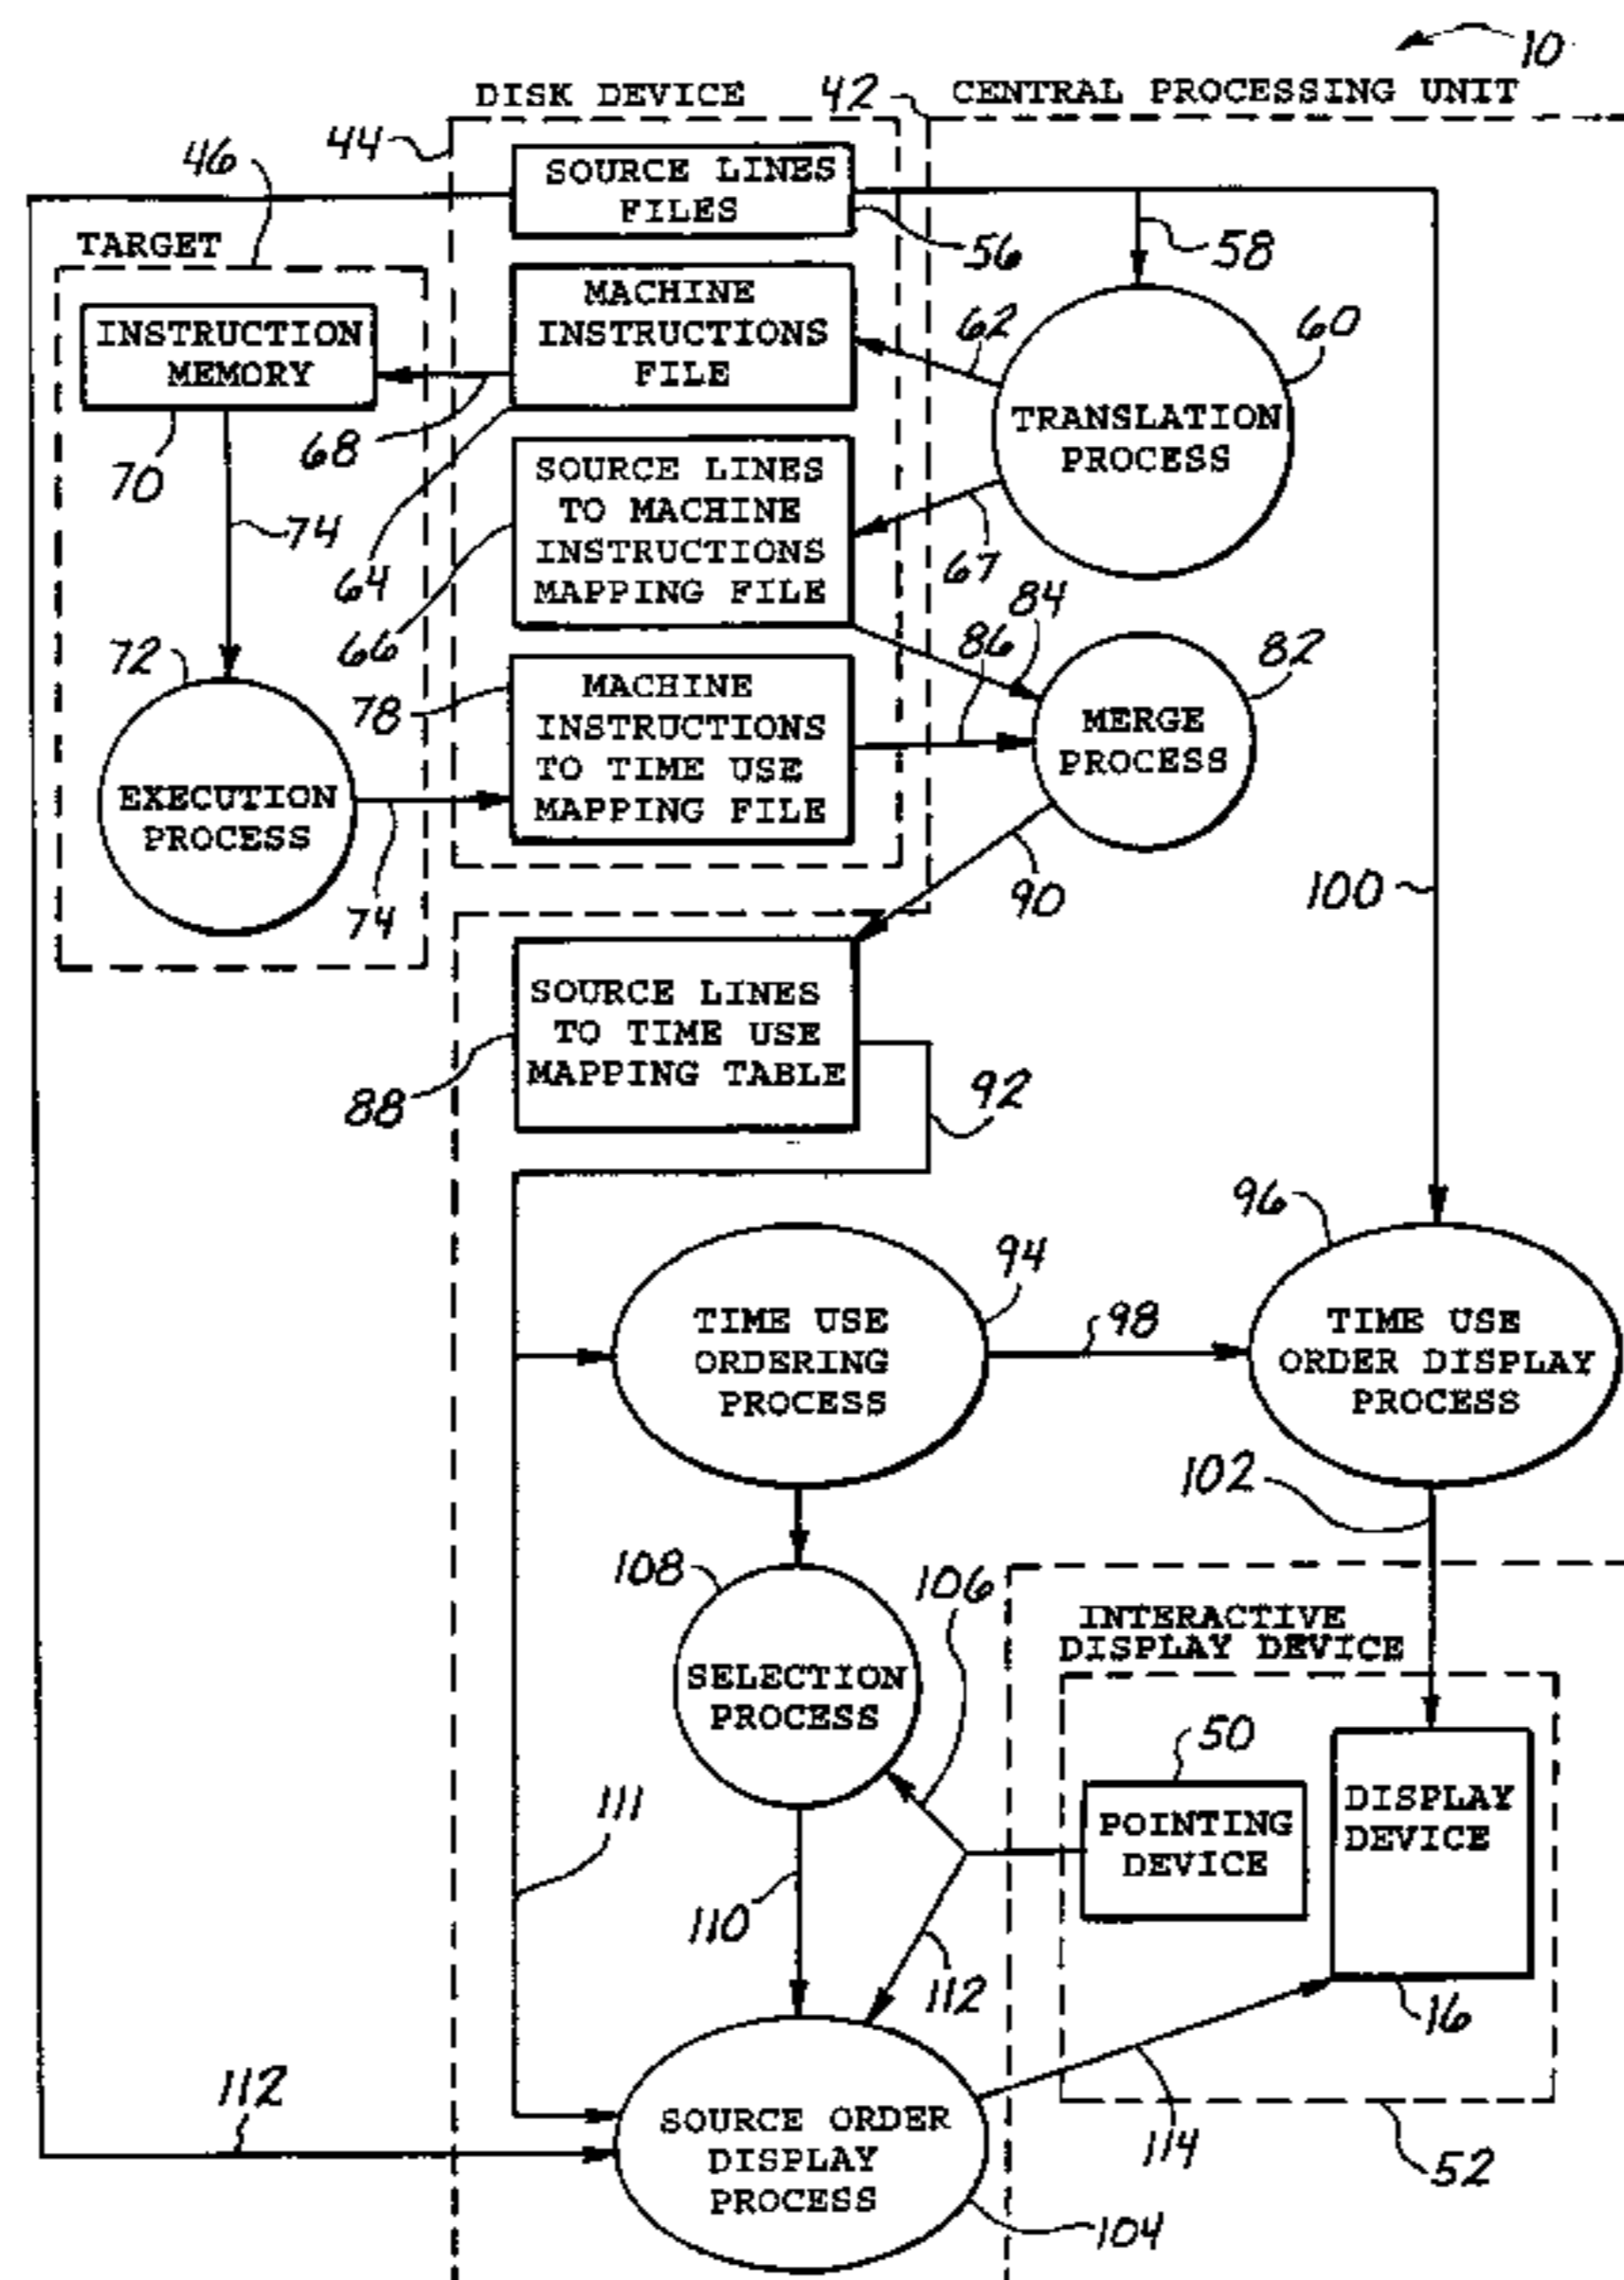 10
DISK DEVICE
42
CENTRAL PROCESSING UNIT
44
46
SOURCE LINES
FILES
56
58
TARGET
INSTRUCTION
MEMORY
70
68
MACHINE
INSTRUCTIONS
FILE
64
62
60
TRANSLATION
PROCESS
67
74
SOURCE LINES
TO MACHINE
INSTRUCTIONS
MAPPING FILE
66
84
86
82
MERGE
PROCESS
72
EXECUTION
PROCESS
74
78
MACHINE
INSTRUCTIONS
TO TIME USE
MAPPING FILE
90
100
SOURCE LINES
TO TIME USE
MAPPING TABLE
88
92
94
TIME USE
ORDERING
PROCESS
98
96
TIME USE
ORDER DISPLAY
PROCESS
102
108
SELECTION
PROCESS
106
INTERACTIVE
DISPLAY DEVICE
50
POINTING
DEVICE
DISPLAY
DEVICE
16
111
110
112
112
SOURCE ORDER
DISPLAY
PROCESS
104
114
52